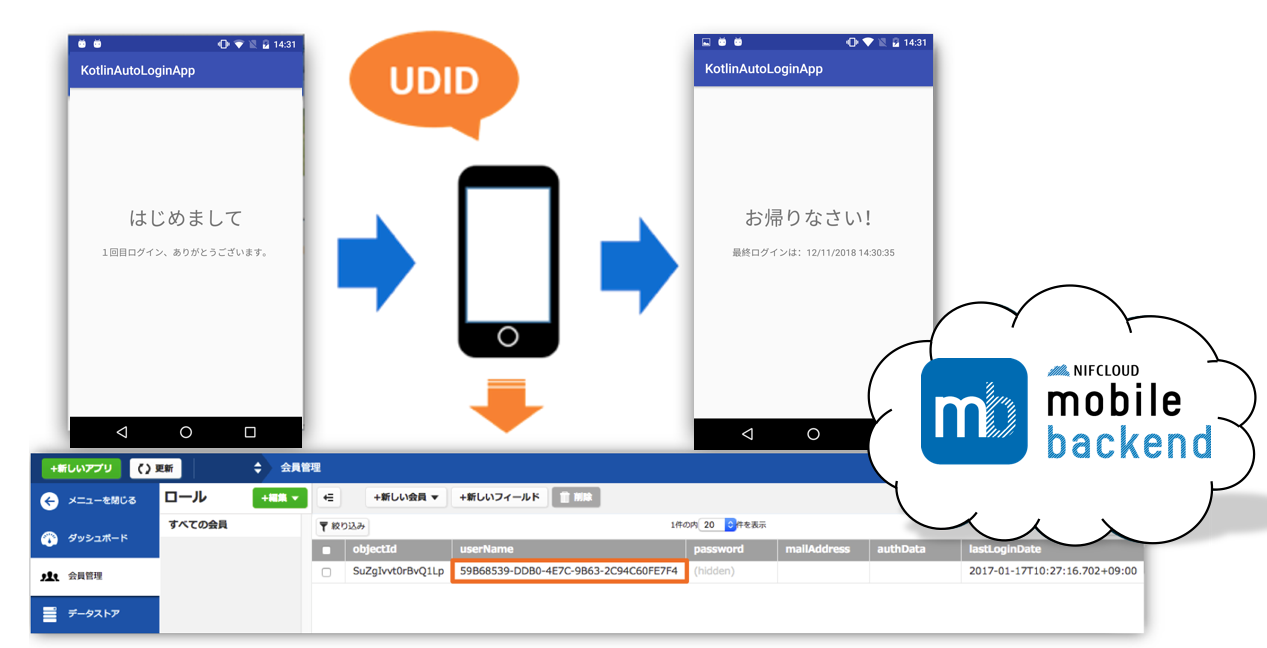 14:31
KotlinAutoLoginApp
はじめまして
1回目ログイン、ありがとうございます。
UDID
14:31
KotlinAutoLoginApp
お帰りなさい!
最終ログインは: 12/11/2018 14:30:35
NIFCLOUD
mb
mobile
backend
+新しいアプリ 更新 会員管理
メニューを閉じる
ダッシュボード
会員管理
データストア
ロール +編集
すべての会員
+新しい会員 +新しいフィールド 削除
絞り込み 1件の内 20 件を表示
objectId userName password mailAddress authData lastLoginDate
SuZgIvvt0rBvQ1Lp 59B68539-DDB0-4E7C-9B63-2C94C60FE7F4 (hidden) 2017-01-17T10:27:16.702+09:00